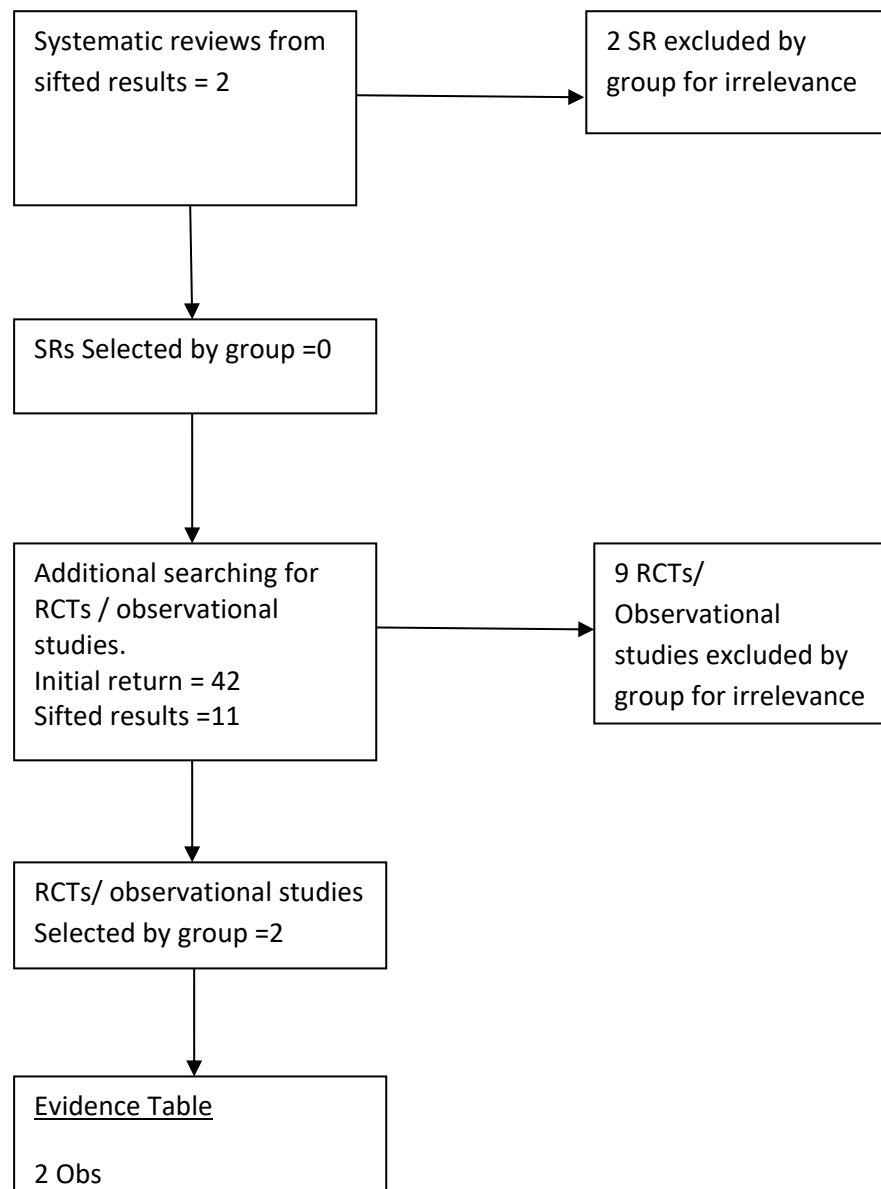 Systematic reviews from
sifted results = 2
2 SR excluded by
group for irrelevance
SRs Selected by group =0
Additional searching for
RCTs / observational
studies.
Initial return = 42
Sifted results =11
9 RCTs/
Observational
studies excluded by
group for irrelevance
RCTs/ observational studies
Selected by group =2
Evidence Table
2 Obs